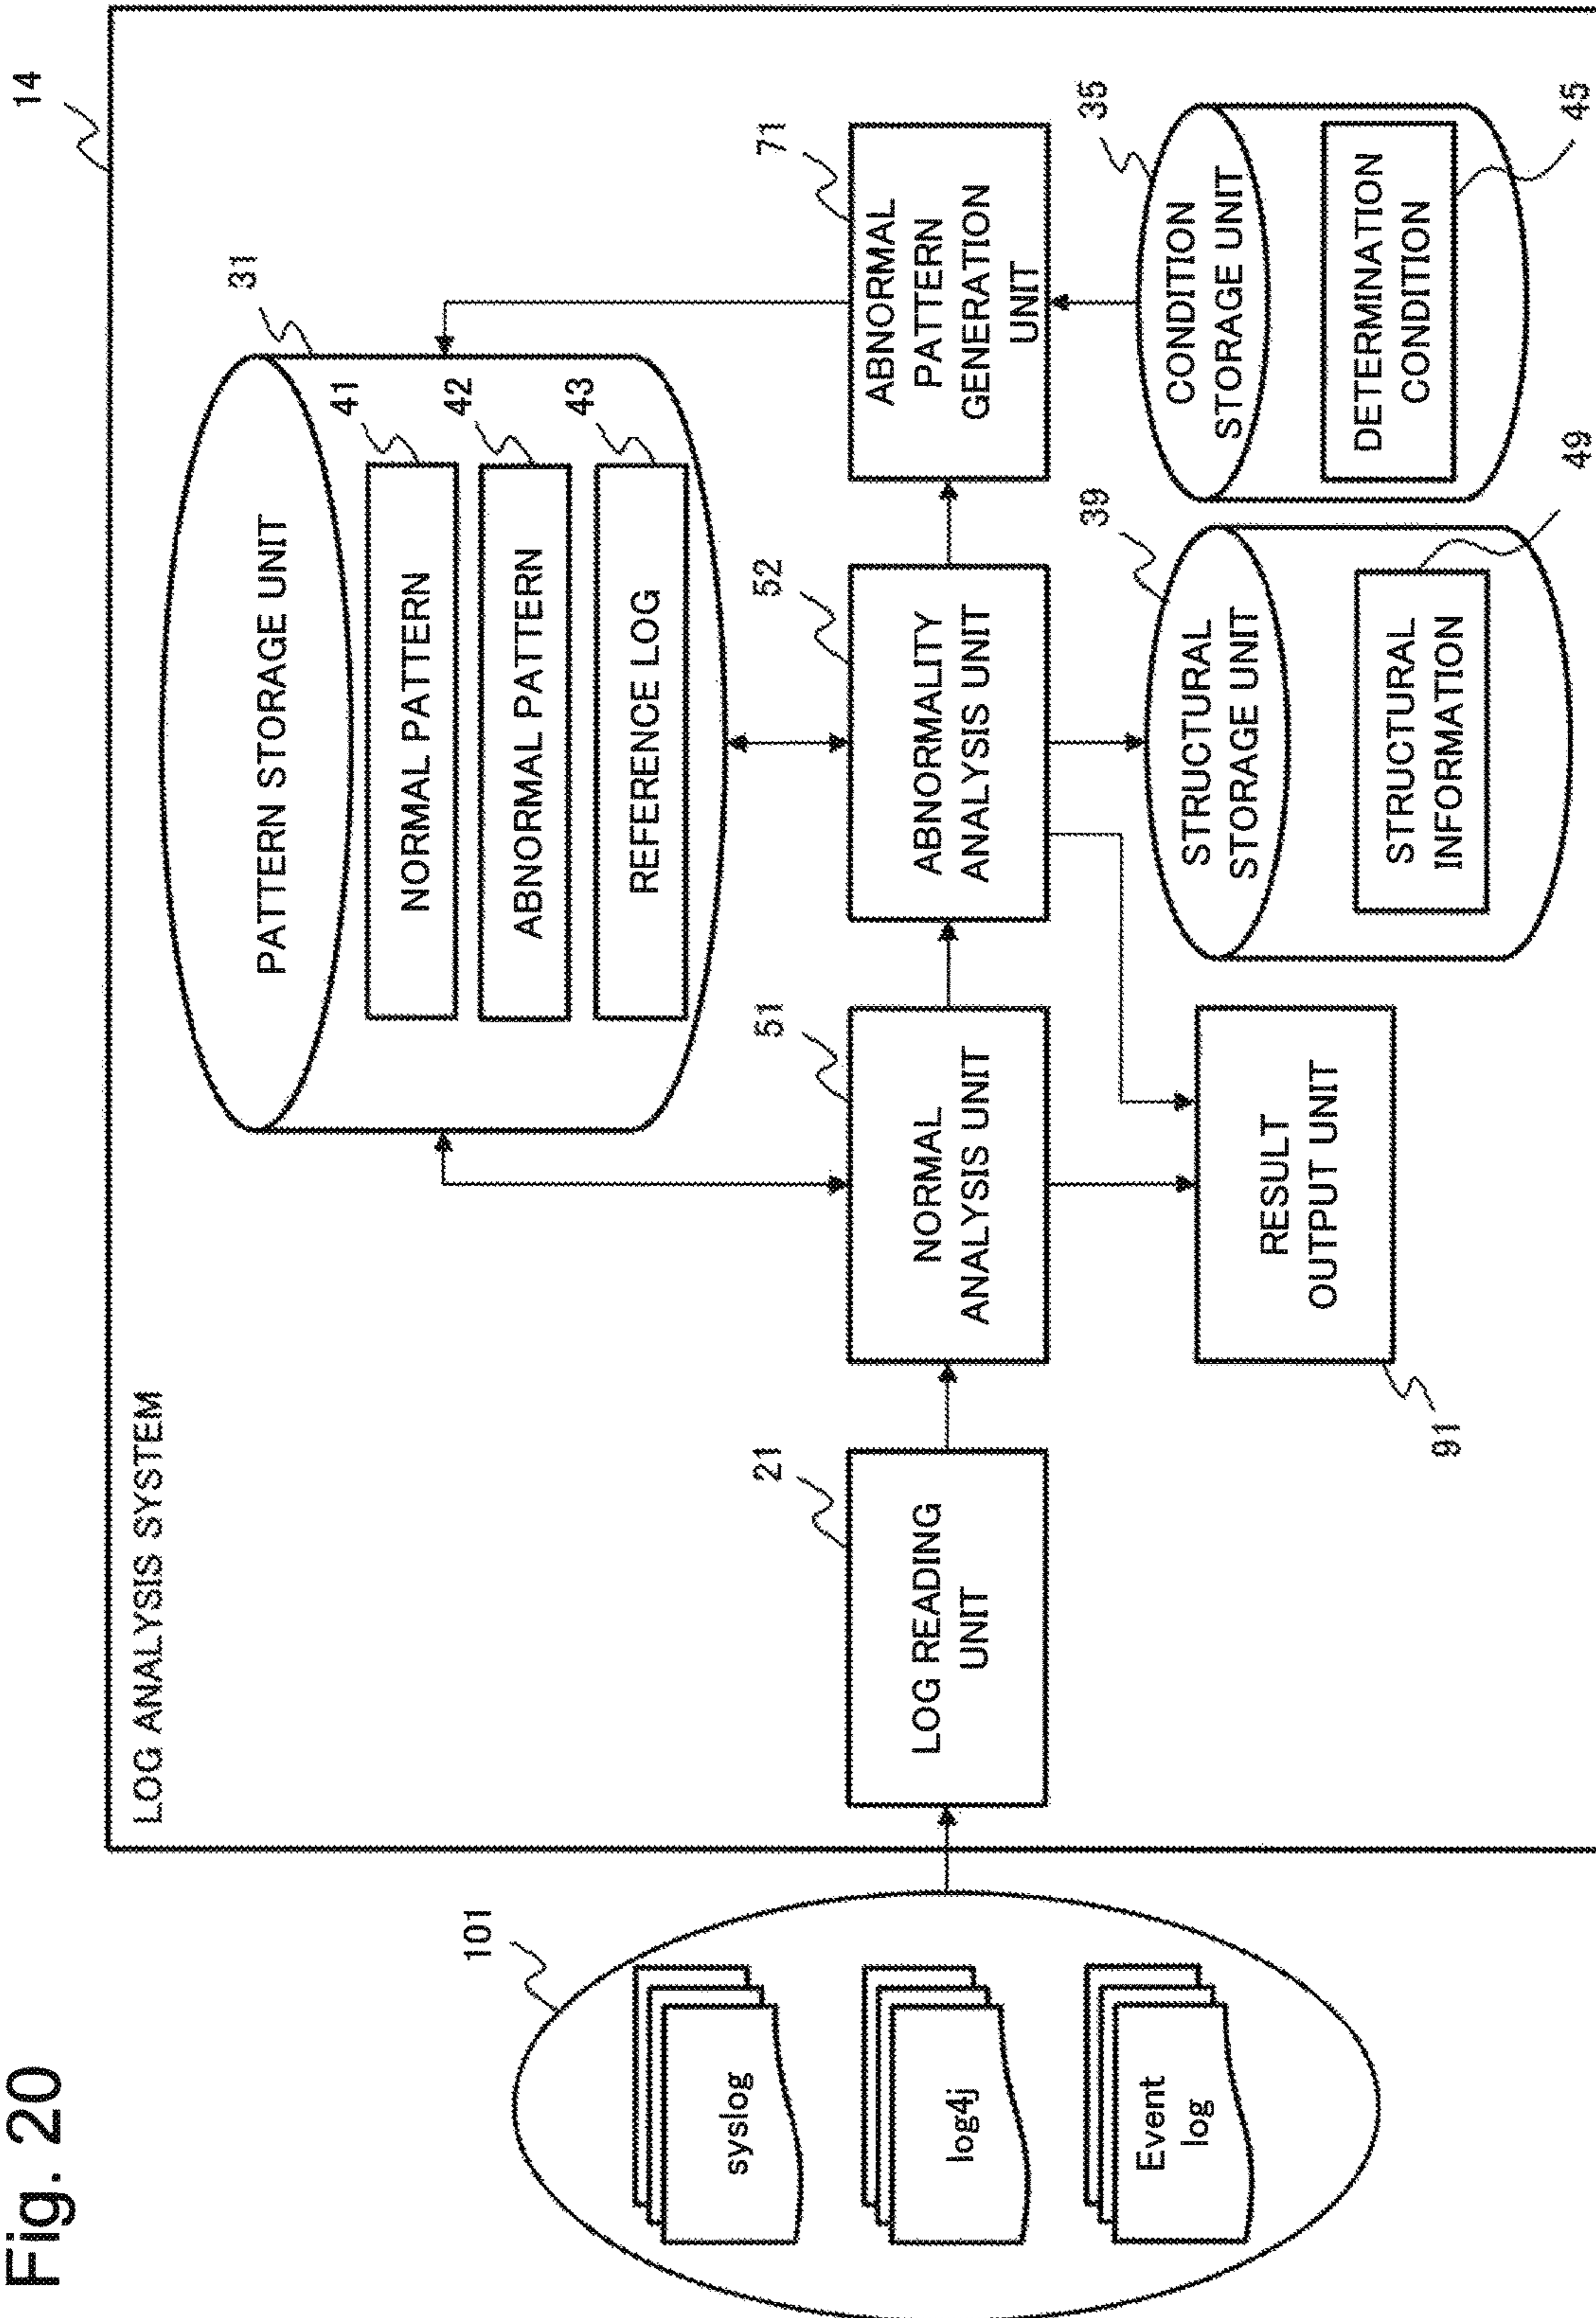 Fig. 20
14
LOG ANALYSIS SYSTEM
31
PATTERN STORAGE UNIT
41
NORMAL PATTERN
42
ABNORMAL PATTERN
43
REFERENCE LOG
101
syslog
log4j
Event
log
21
LOG READING
UNIT
51
NORMAL
ANALYSIS UNIT
52
ABNORMALITY
ANALYSIS UNIT
71
ABNORMAL
PATTERN
GENERATION
UNIT
91
RESULT
OUTPUT UNIT
39
STRUCTURAL
STORAGE UNIT
STRUCTURAL
INFORMATION
49
35
CONDITION
STORAGE UNIT
DETERMINATION
CONDITION
45